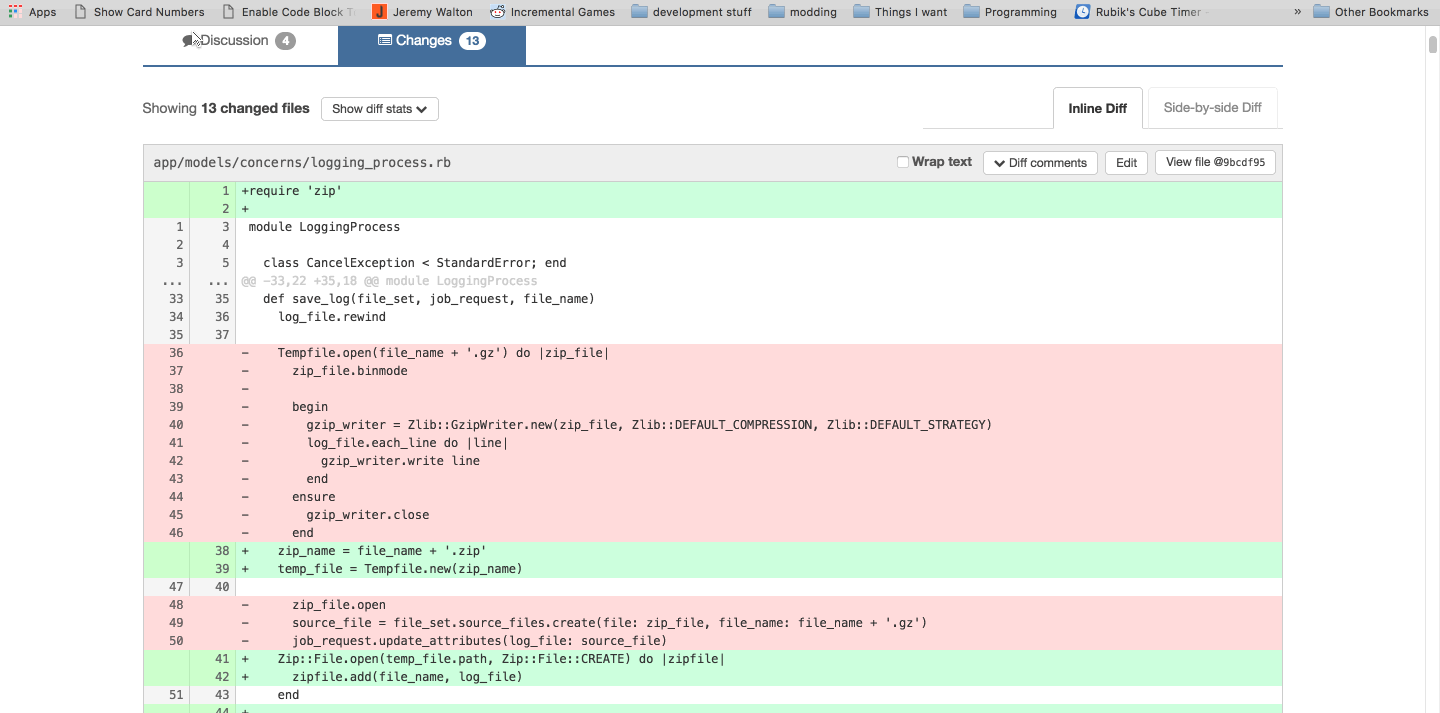 Apps Show Card Numbers Enable Code Block Jeremy Walton Incremental Games development stuff modding Things I want Programming Rubik's Cube Timer » Other Bookmarks
Discussion 4 Changes 13
Showing 13 changed files Show diff stats Inline Diff Side-by-side Diff
app/models/concerns/logging_process.rb Wrap text Diff comments Edit View file @9bcdf95
1 +require 'zip'
2 +
1 3 module LoggingProcess
2 4
3 5 class CancelException < StandardError; end
... ... @@ -33,22 +35,18 @@ module LoggingProcess
33 35 def save_log(file_set, job_request, file_name)
34 36 log_file.rewind
35 37
36 - Tempfile.open(file_name + '.gz') do |zip_file|
37 - zip_file.binmode
38 -
39 - begin
40 - gzip_writer = Zlib::GzipWriter.new(zip_file, Zlib::DEFAULT_COMPRESSION, Zlib::DEFAULT_STRATEGY)
41 - log_file.each_line do |line|
42 - gzip_writer.write line
43 - end
44 - ensure
45 - gzip_writer.close
46 - end
38 + zip_name = file_name + '.zip'
39 + temp_file = Tempfile.new(zip_name)
47 40
48 - zip_file.open
49 - source_file = file_set.source_files.create(file: zip_file, file_name: file_name + '.gz')
50 - job_request.update_attributes(log_file: source_file)
41 + Zip::File.open(temp_file.path, Zip::File::CREATE) do |zipfile|
42 + zipfile.add(file_name, log_file)
51 43 end
44 +